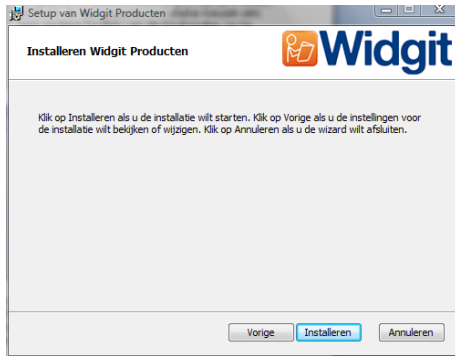 Setup van Widgit Producten
Installeren Widgit Producten
Widgit
Klik op Installeren als u de installatie wilt starten. Klik op Vorige als u de instellingen voor
de installatie wilt bekijken of wijzigen. Klik op Annuleren als u de wizard wilt afsluiten.
Vorige
Installeren
Annuleren